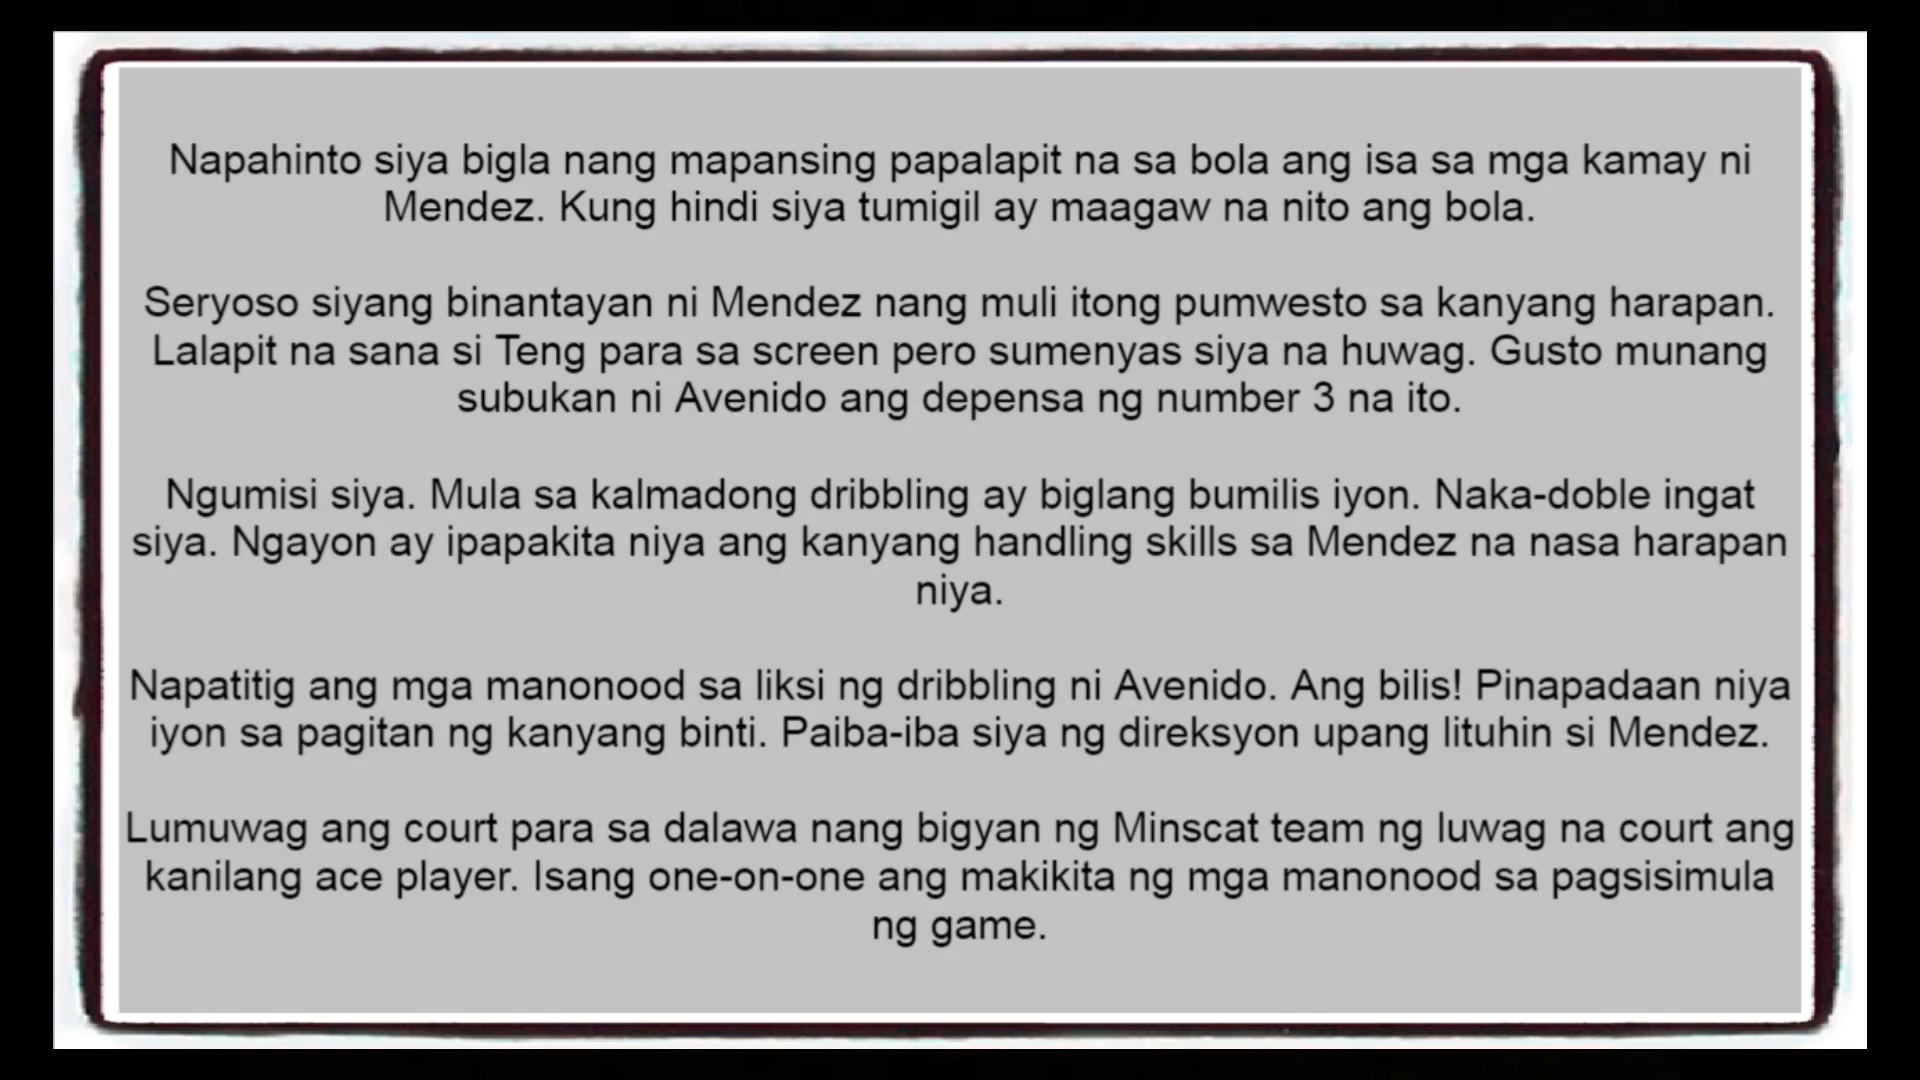 Napahinto siya bigla nang mapansing papalapit na sa bola ang isa sa mga kamay ni
Mendez. Kung hindi siya tumigil ay maagaw na nito ang bola.
Seryoso siyang binantayan ni Mendez nang muli itong pumwesto sa kanyang harapan.
Lalapit na sana si Teng para sa screen pero sumenyas siya na huwag. Gusto munang
subukan ni Avenido ang depensa ng number 3 na ito.
Ngumisi siya. Mula sa kalmadong dribbling ay biglang bumilis iyon. Naka-doble ingat
siya. Ngayon ay ipapakita niya ang kanyang handling skills sa Mendez na nasa harapan
niya.
Napatitig ang mga manonood sa liksi ng dribbling ni Avenido. Ang bilis! Pinapadaan niya
iyon sa pagitan ng kanyang binti. Paiba-iba siya ng direksyon upang lituhin si Mendez.
Lumuwag ang court para sa dalawa nang bigyan ng Minscat team ng luwag na court ang
kanilang ace player. Isang one-on-one ang makikita ng mga manonood sa pagsisimula
ng game.